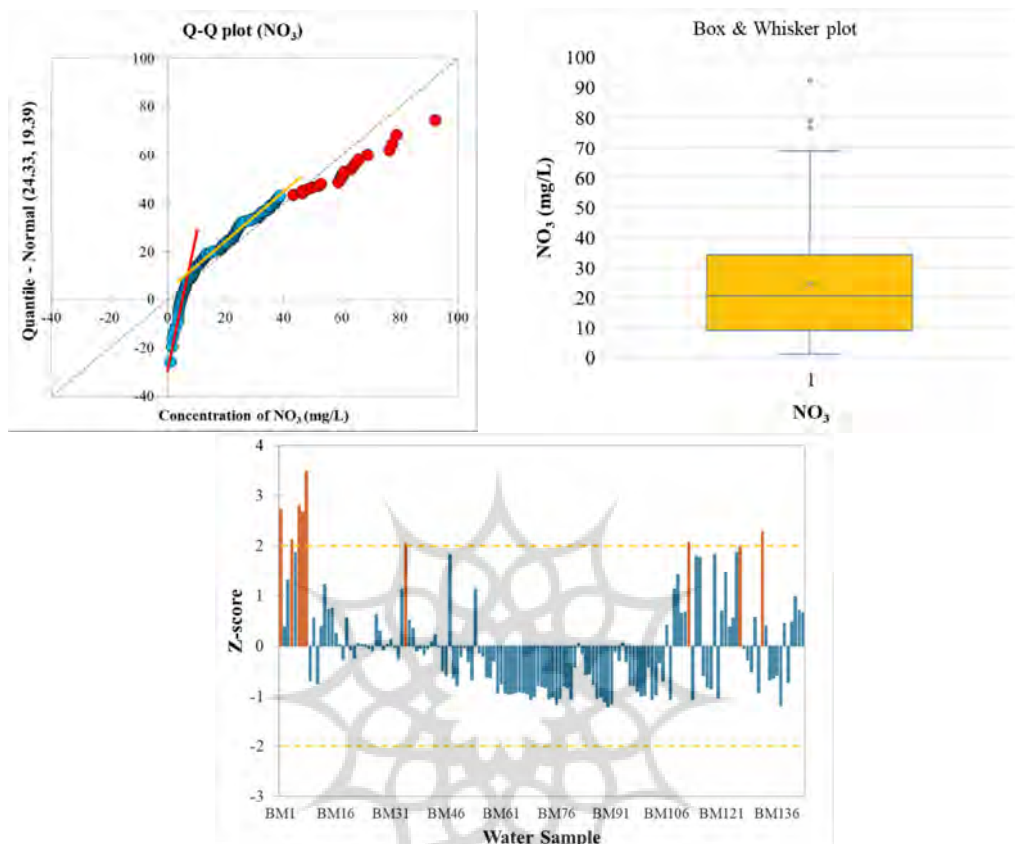 Q-Q plot (NO₃)
Quantile - Normal (24.33, 19.39)
100
80
60
40
20
0
-20
-40
-40 -20 0 20 40 60 80 100
Concentration of NO₃ (mg/L)
Box & Whisker plot
NO₃ (mg/L)
100
90
80
70
60
50
40
30
20
10
0
1
NO₃
Z-score
4
3
2
1
0
-1
-2
-3
BM1 BM16 BM31 BM46 BM61 BM76 BM91 BM106 BM121 BM136
Water Sample